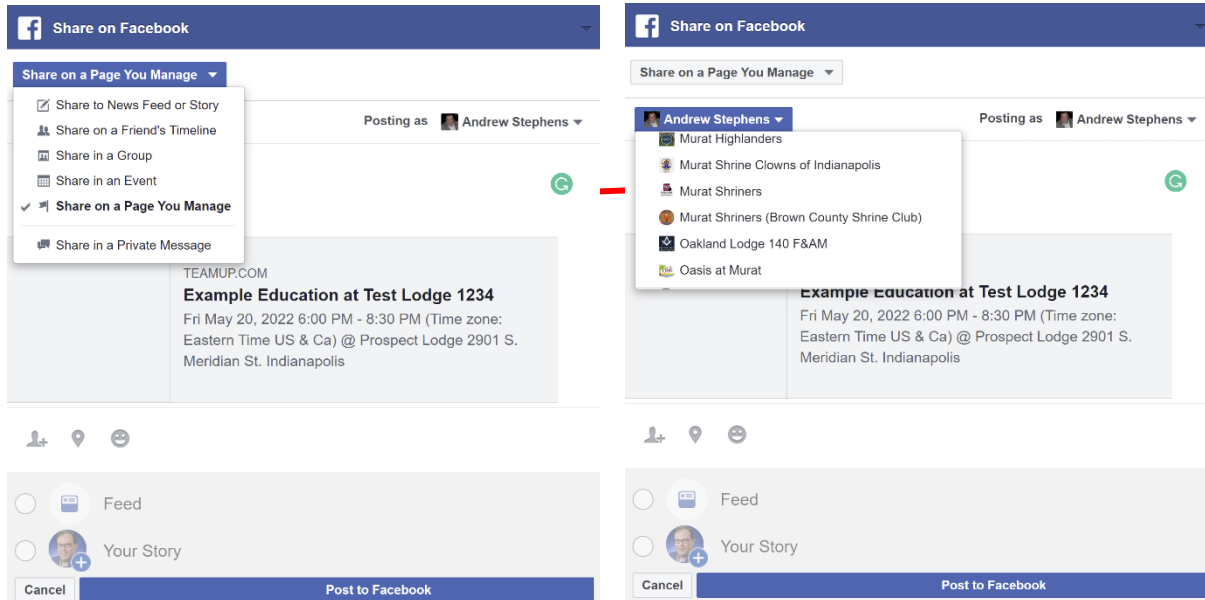 Share on Facebook
Share on a Page You Manage
Share to News Feed or Story
Share on a Friend's Timeline
Share in a Group
Share in an Event
Share on a Page You Manage
Share in a Private Message
Posting as Andrew Stephens
TEAMUP.COM
Example Education at Test Lodge 1234
Fri May 20, 2022 6:00 PM - 8:30 PM (Time zone:
Eastern Time US & Ca) @ Prospect Lodge 2901 S.
Meridian St. Indianapolis
Feed
Your Story
Cancel
Post to Facebook
Share on Facebook
Share on a Page You Manage
Andrew Stephens
Posting as Andrew Stephens
Murat Highlanders
Murat Shrine Clowns of Indianapolis
Murat Shriners
Murat Shriners (Brown County Shrine Club)
Oakland Lodge 140 F&AM
Oasis at Murat
Example Education at Test Lodge 1234
Fri May 20, 2022 6:00 PM - 8:30 PM (Time zone:
Eastern Time US & Ca) @ Prospect Lodge 2901 S.
Meridian St. Indianapolis
Feed
Your Story
Cancel
Post to Facebook